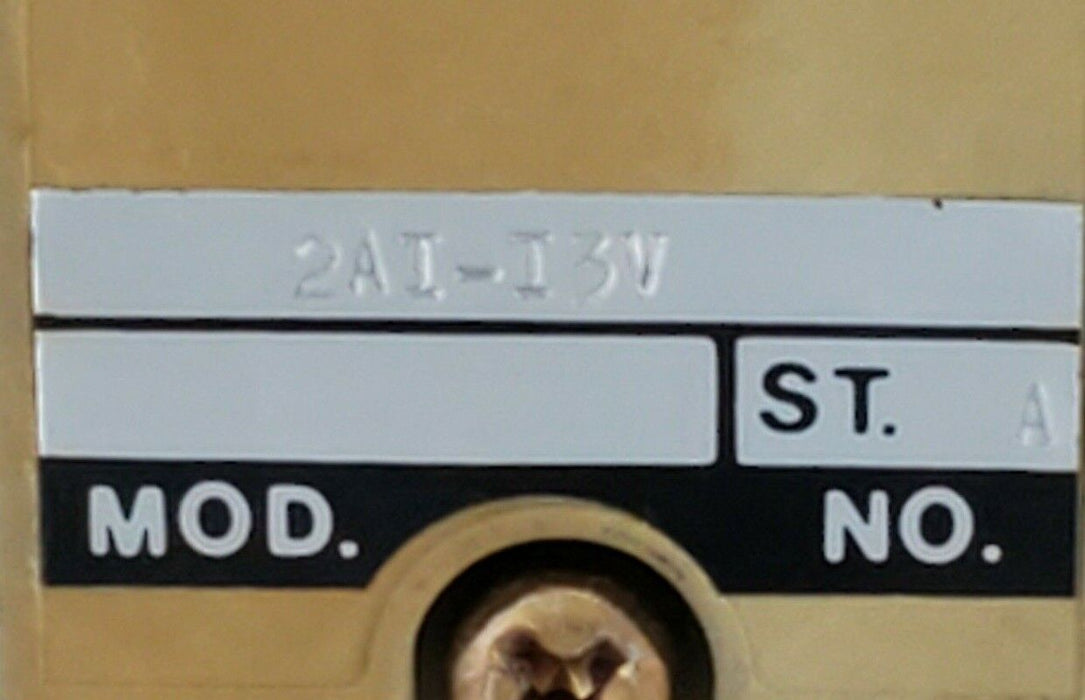 2AI-I3V
ST. A
MOD. NO.